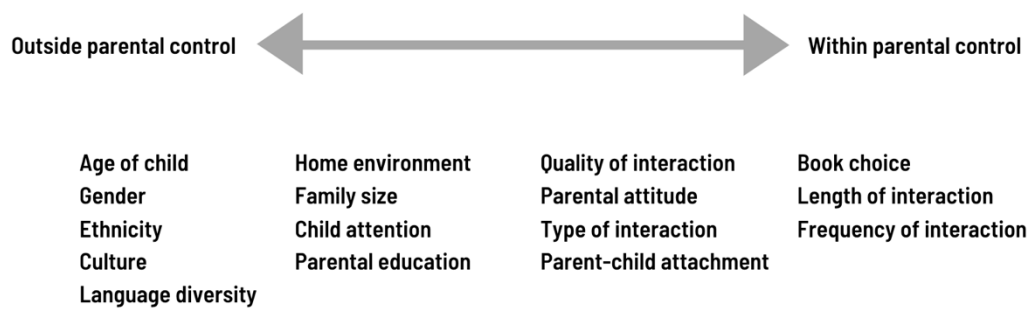 Outside parental control
Within parental control
Age of child
Gender
Ethnicity
Culture
Language diversity
Home environment
Family size
Child attention
Parental education
Quality of interaction
Parental attitude
Type of interaction
Parent-child attachment
Book choice
Length of interaction
Frequency of interaction